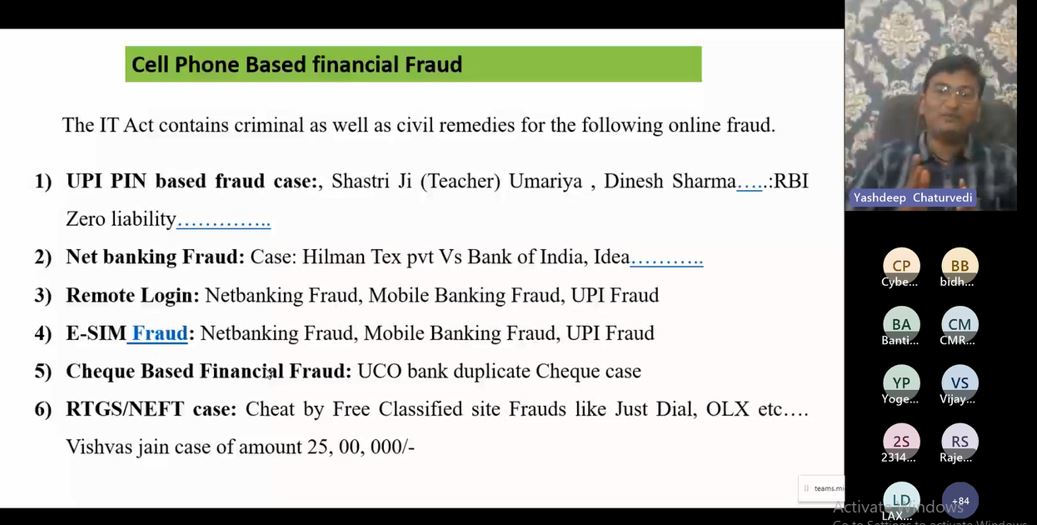 Cell Phone Based financial Fraud
The IT Act contains criminal as well as civil remedies for the following online fraud.
1) UPI PIN based fraud case:, Shastri Ji (Teacher) Umariya , Dinesh Sharma…..:RBI
Zero liability…………..
2) Net banking Fraud: Case: Hilman Tex pvt Vs Bank of India, Idea………..
3) Remote Login: Netbanking Fraud, Mobile Banking Fraud, UPI Fraud
4) E-SIM Fraud: Netbanking Fraud, Mobile Banking Fraud, UPI Fraud
5) Cheque Based Financial Fraud: UCO bank duplicate Cheque case
6) RTGS/NEFT case: Cheat by Free Classified site Frauds like Just Dial, OLX etc….
Vishvas jain case of amount 25, 00, 000/-
teams.mi
Yashdeep Chaturvedi
CP BB
Cybe... bidh...
BA CM
Banti... CMR...
YP VS
Yoge... Vijay...
2S RS
2314... Raje...
LD +84
LAX...
Activate Windows
Go to Settings to activate Windows